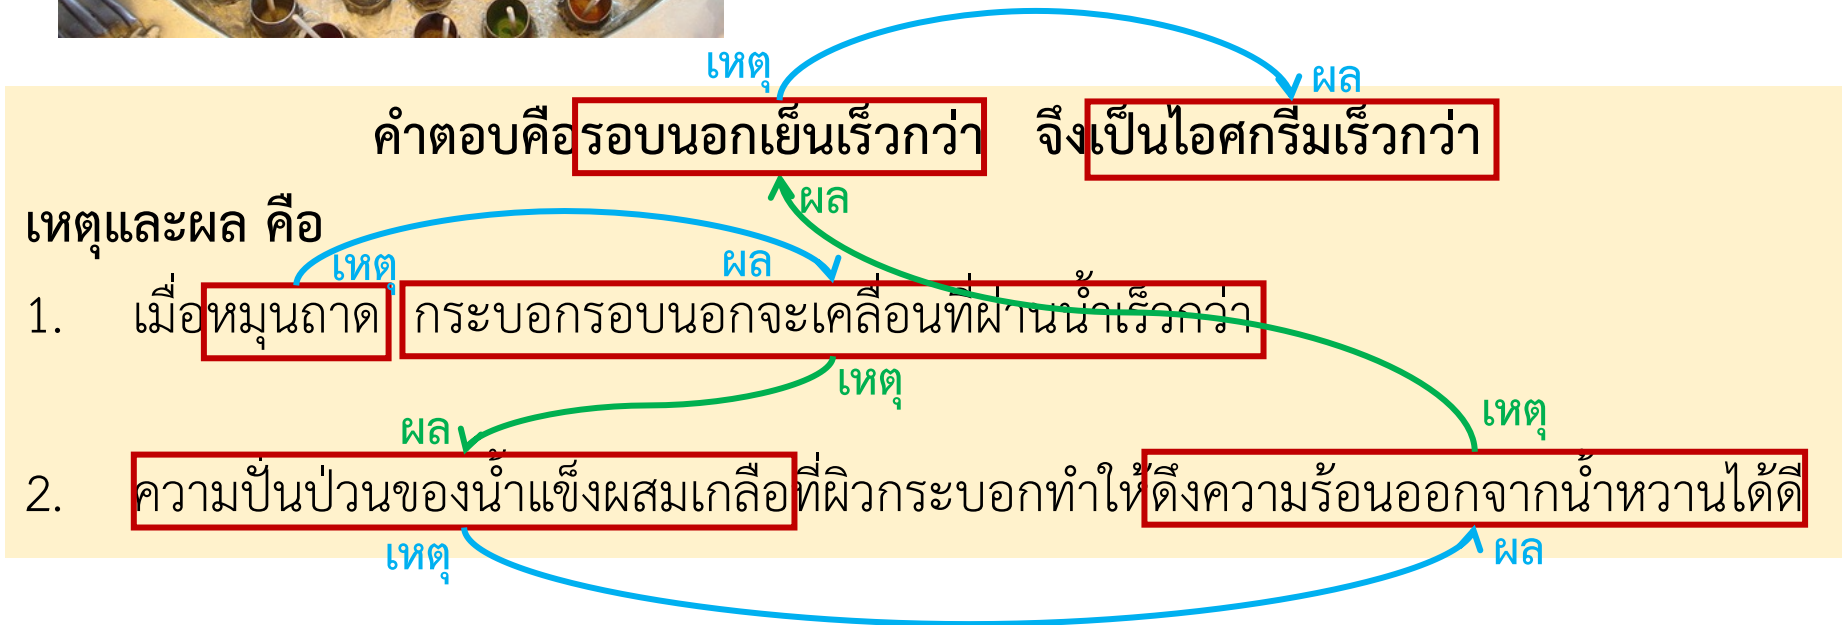 เหตุ
ผล
คำตอบคือรอบนอกเย็นเร็วกว่า จึงเป็นไอศกรีมเร็วกว่า
ผล
เหตุและผล คือ
เหตุ ผล
1. เมื่อหมุนถาด กระบอกรอบนอกจะเคลื่อนที่ผ่านน้ำเร็วกว่า
เหตุ
ผล เหตุ
2. ความปั่นป่วนของน้ำแข็งผสมเกลือที่ผิวกระบอกทำให้ดึงความร้อนออกจากน้ำหวานได้ดี
เหตุ ผล